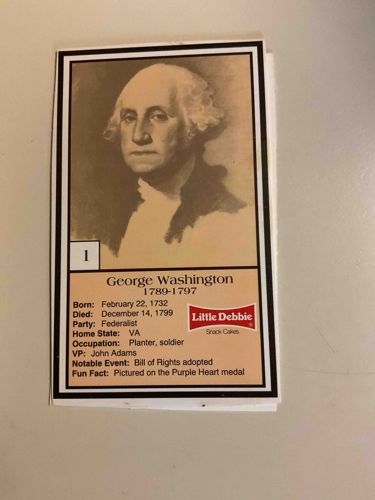 1
George Washington
1789-1797
Born: February 22, 1732
Died: December 14, 1799
Party: Federalist
Home State: VA
Occupation: Planter, soldier
VP: John Adams
Notable Event: Bill of Rights adopted
Fun Fact: Pictured on the Purple Heart medal
Little Debbie
Snack Cakes